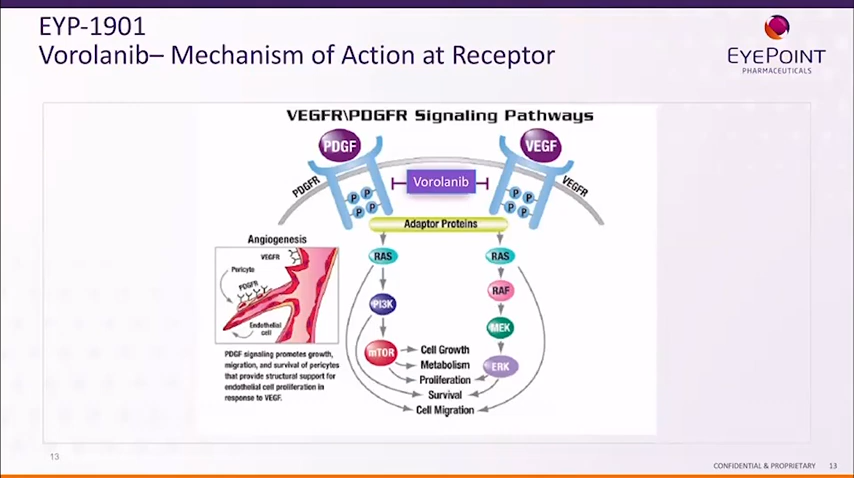 EYP-1901
Vorolanib– Mechanism of Action at Receptor
EYEPOINT
PHARMACEUTICALS
VEGFR\PDGFR Signaling Pathways
PDGF
VEGF
PDGFR
Vorolanib
VEGFR
P P
P P
P P
P P
Adaptor Proteins
Angiogenesis
VEGFR
Pericyte
PDGFR
Endothelial
cell
PDGF signaling promotes growth,
migration, and survival of pericytes
that provide structural support for
endothelial cell proliferation in
response to VEGF.
RAS
PI3K
mTOR
RAS
RAF
MEK
ERK
Cell Growth
Metabolism
Proliferation
Survival
Cell Migration
13
CONFIDENTIAL & PROPRIETARY 13